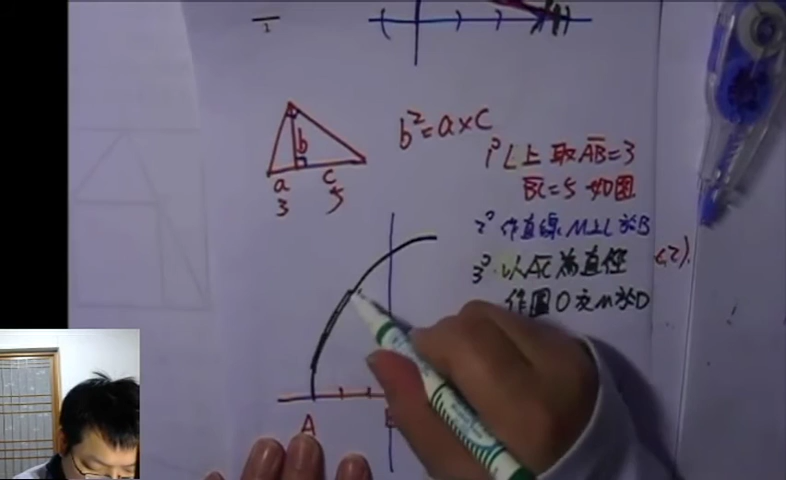 b²=a×c
b
a
c
3
5
1° L上取AB=3
BC=5如圖
2° 作直線M⊥L於B
3° 以AC為直徑
作圓O交M於D
A